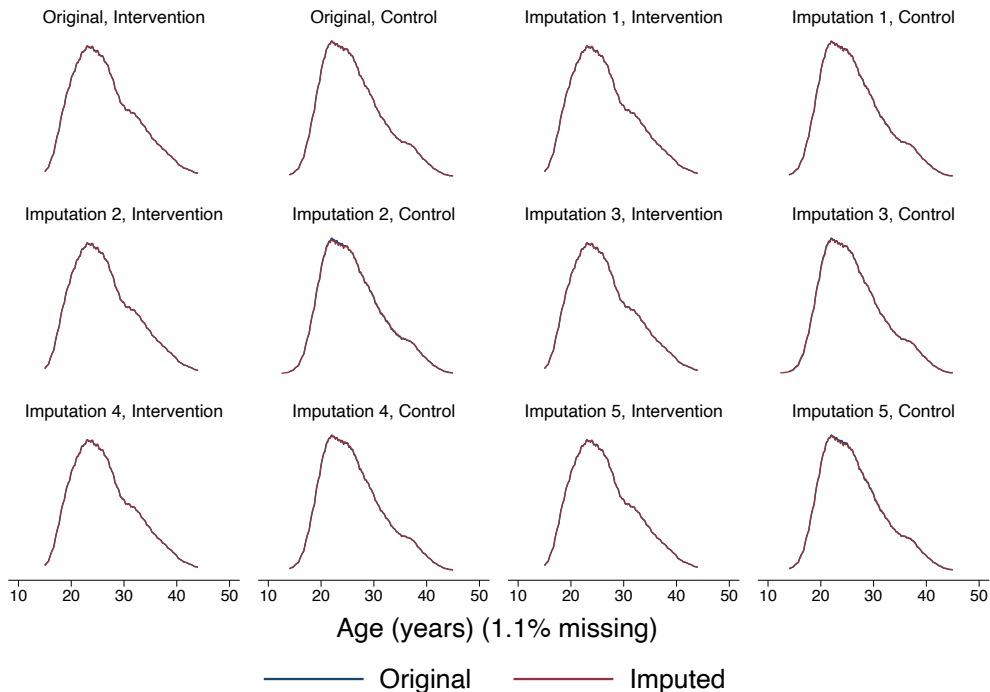 Original, Intervention
Original, Control
Imputation 1, Intervention
Imputation 1, Control
Imputation 2, Intervention
Imputation 2, Control
Imputation 3, Intervention
Imputation 3, Control
Imputation 4, Intervention
Imputation 4, Control
Imputation 5, Intervention
Imputation 5, Control
10 20 30 40 50
10 20 30 40 50
10 20 30 40 50
10 20 30 40 50
Age (years) (1.1% missing)
Original
Imputed